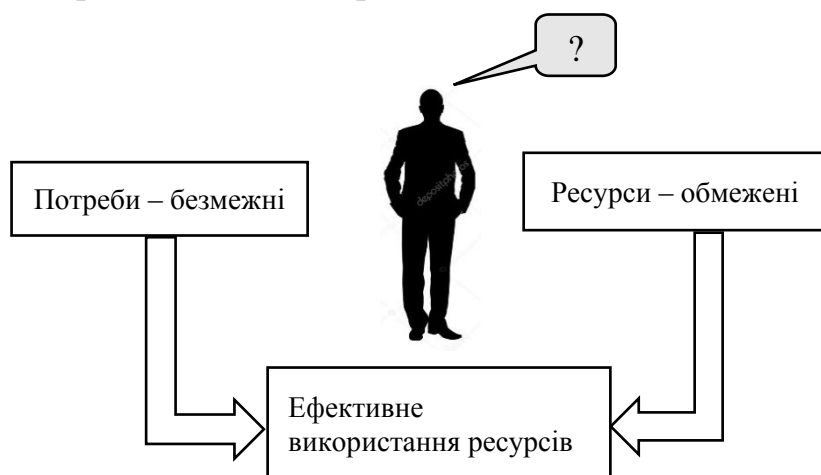 ?
Потреби – безмежні
Ресурси – обмежені
Ефективне
використання ресурсів